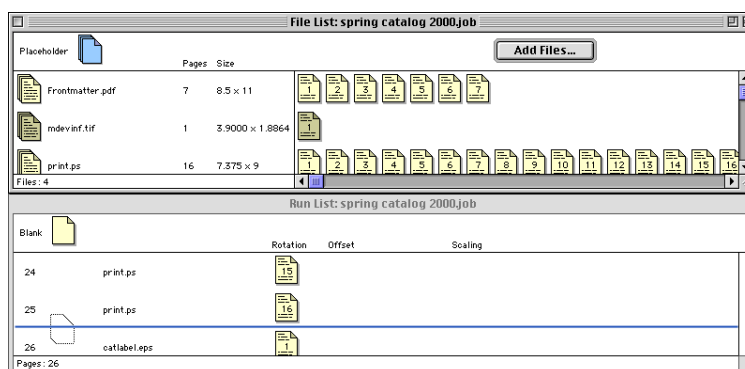 File List: spring catalog 2000.job
Placeholder
Add Files...
Pages Size
Frontmatter.pdf 7 8.5 x 11 1 2 3 4 5 6 7
mdevinf.tif 1 3.9000 x 1.8864 1
print.ps 16 7.375 x 9 1 2 3 4 5 6 7 8 9 10 11 12 13 14 15 16
Files: 4
Run List: spring catalog 2000.job
Blank
Rotation Offset Scaling
24 print.ps 15
25 print.ps 16
26 catlabel.eps 1
Pages: 26